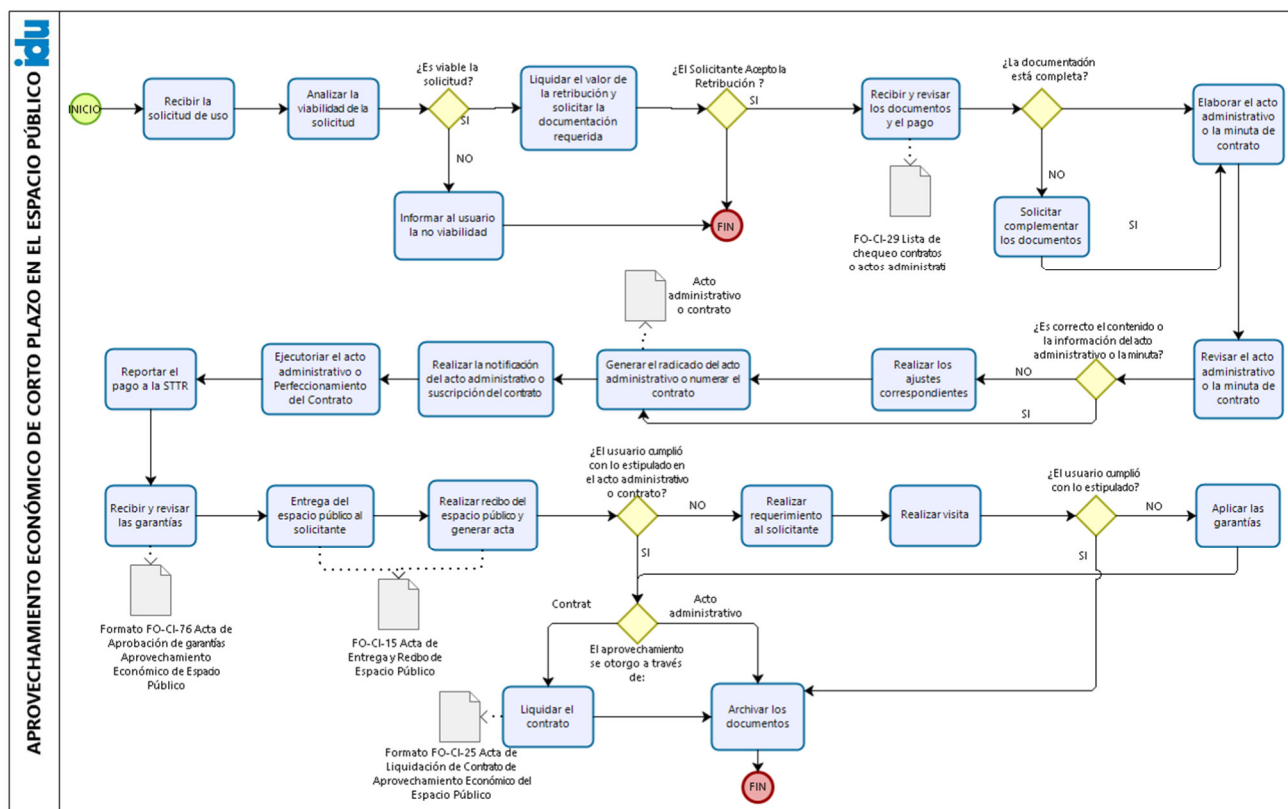 APROVECHAMIENTO ECONÓMICO DE CORTO PLAZO EN EL ESPACIO PÚBLICO
idu
INICIO
Recibir la
solicitud de uso
Analizar la
viabilidad de la
solicitud
¿Es viable la
solicitud?
SI
NO
Liquidar el valor de
la retribución y
solicitar la
documentación
requerida
¿El Solicitante Acepto la
Retribución ?
SI
Recibir y revisar
los documentos
y el pago
¿La documentación
está completa?
NO
Elaborar el acto
administrativo
o la minuta de
contrato
Informar al usuario
la no viabilidad
FIN
FO-CI-29 Lista de
chequeo contratos
o actos administrati
Solicitar
complementar
los documentos
SI
Acto
administrativo
o contrato
Reportar el
pago a la STTR
Ejecutoriar el acto
administrativo o
Perfeccionamiento
del Contrato
Realizar la notificación
del acto administrativo o
suscripción del contrato
Generar el radicado del acto
administrativo o numerar el
contrato
Realizar los
ajustes
correspondientes
NO
SI
¿Es correcto el contenido o
la información del acto
administrativo o la minuta?
Revisar el acto
administrativo
o la minuta de
contrato
Recibir y revisar
las garantías
Entrega del
espacio público al
solicitante
Realizar recibo del
espacio público y
generar acta
¿El usuario cumplió
con lo estipulado en
el acto administrativo
o contrato?
NO
SI
Realizar
requerimiento
al solicitante
Realizar visita
¿El usuario cumplió
con lo estipulado?
NO
SI
Aplicar las
garantías
Formato FO-CI-76 Acta de
Aprobación de garantías
Aprovechamiento
Económico de Espacio
Público
FO-CI-15 Acta de
Entrega y Recibo de
Espacio Público
Contrat
Acto
administrativo
El aprovechamiento
se otorgo a través
de:
Liquidar el
contrato
Archivar los
documentos
Formato FO-CI-25 Acta de
Liquidación de Contrato de
Aprovechamiento Económico del
Espacio Público
FIN